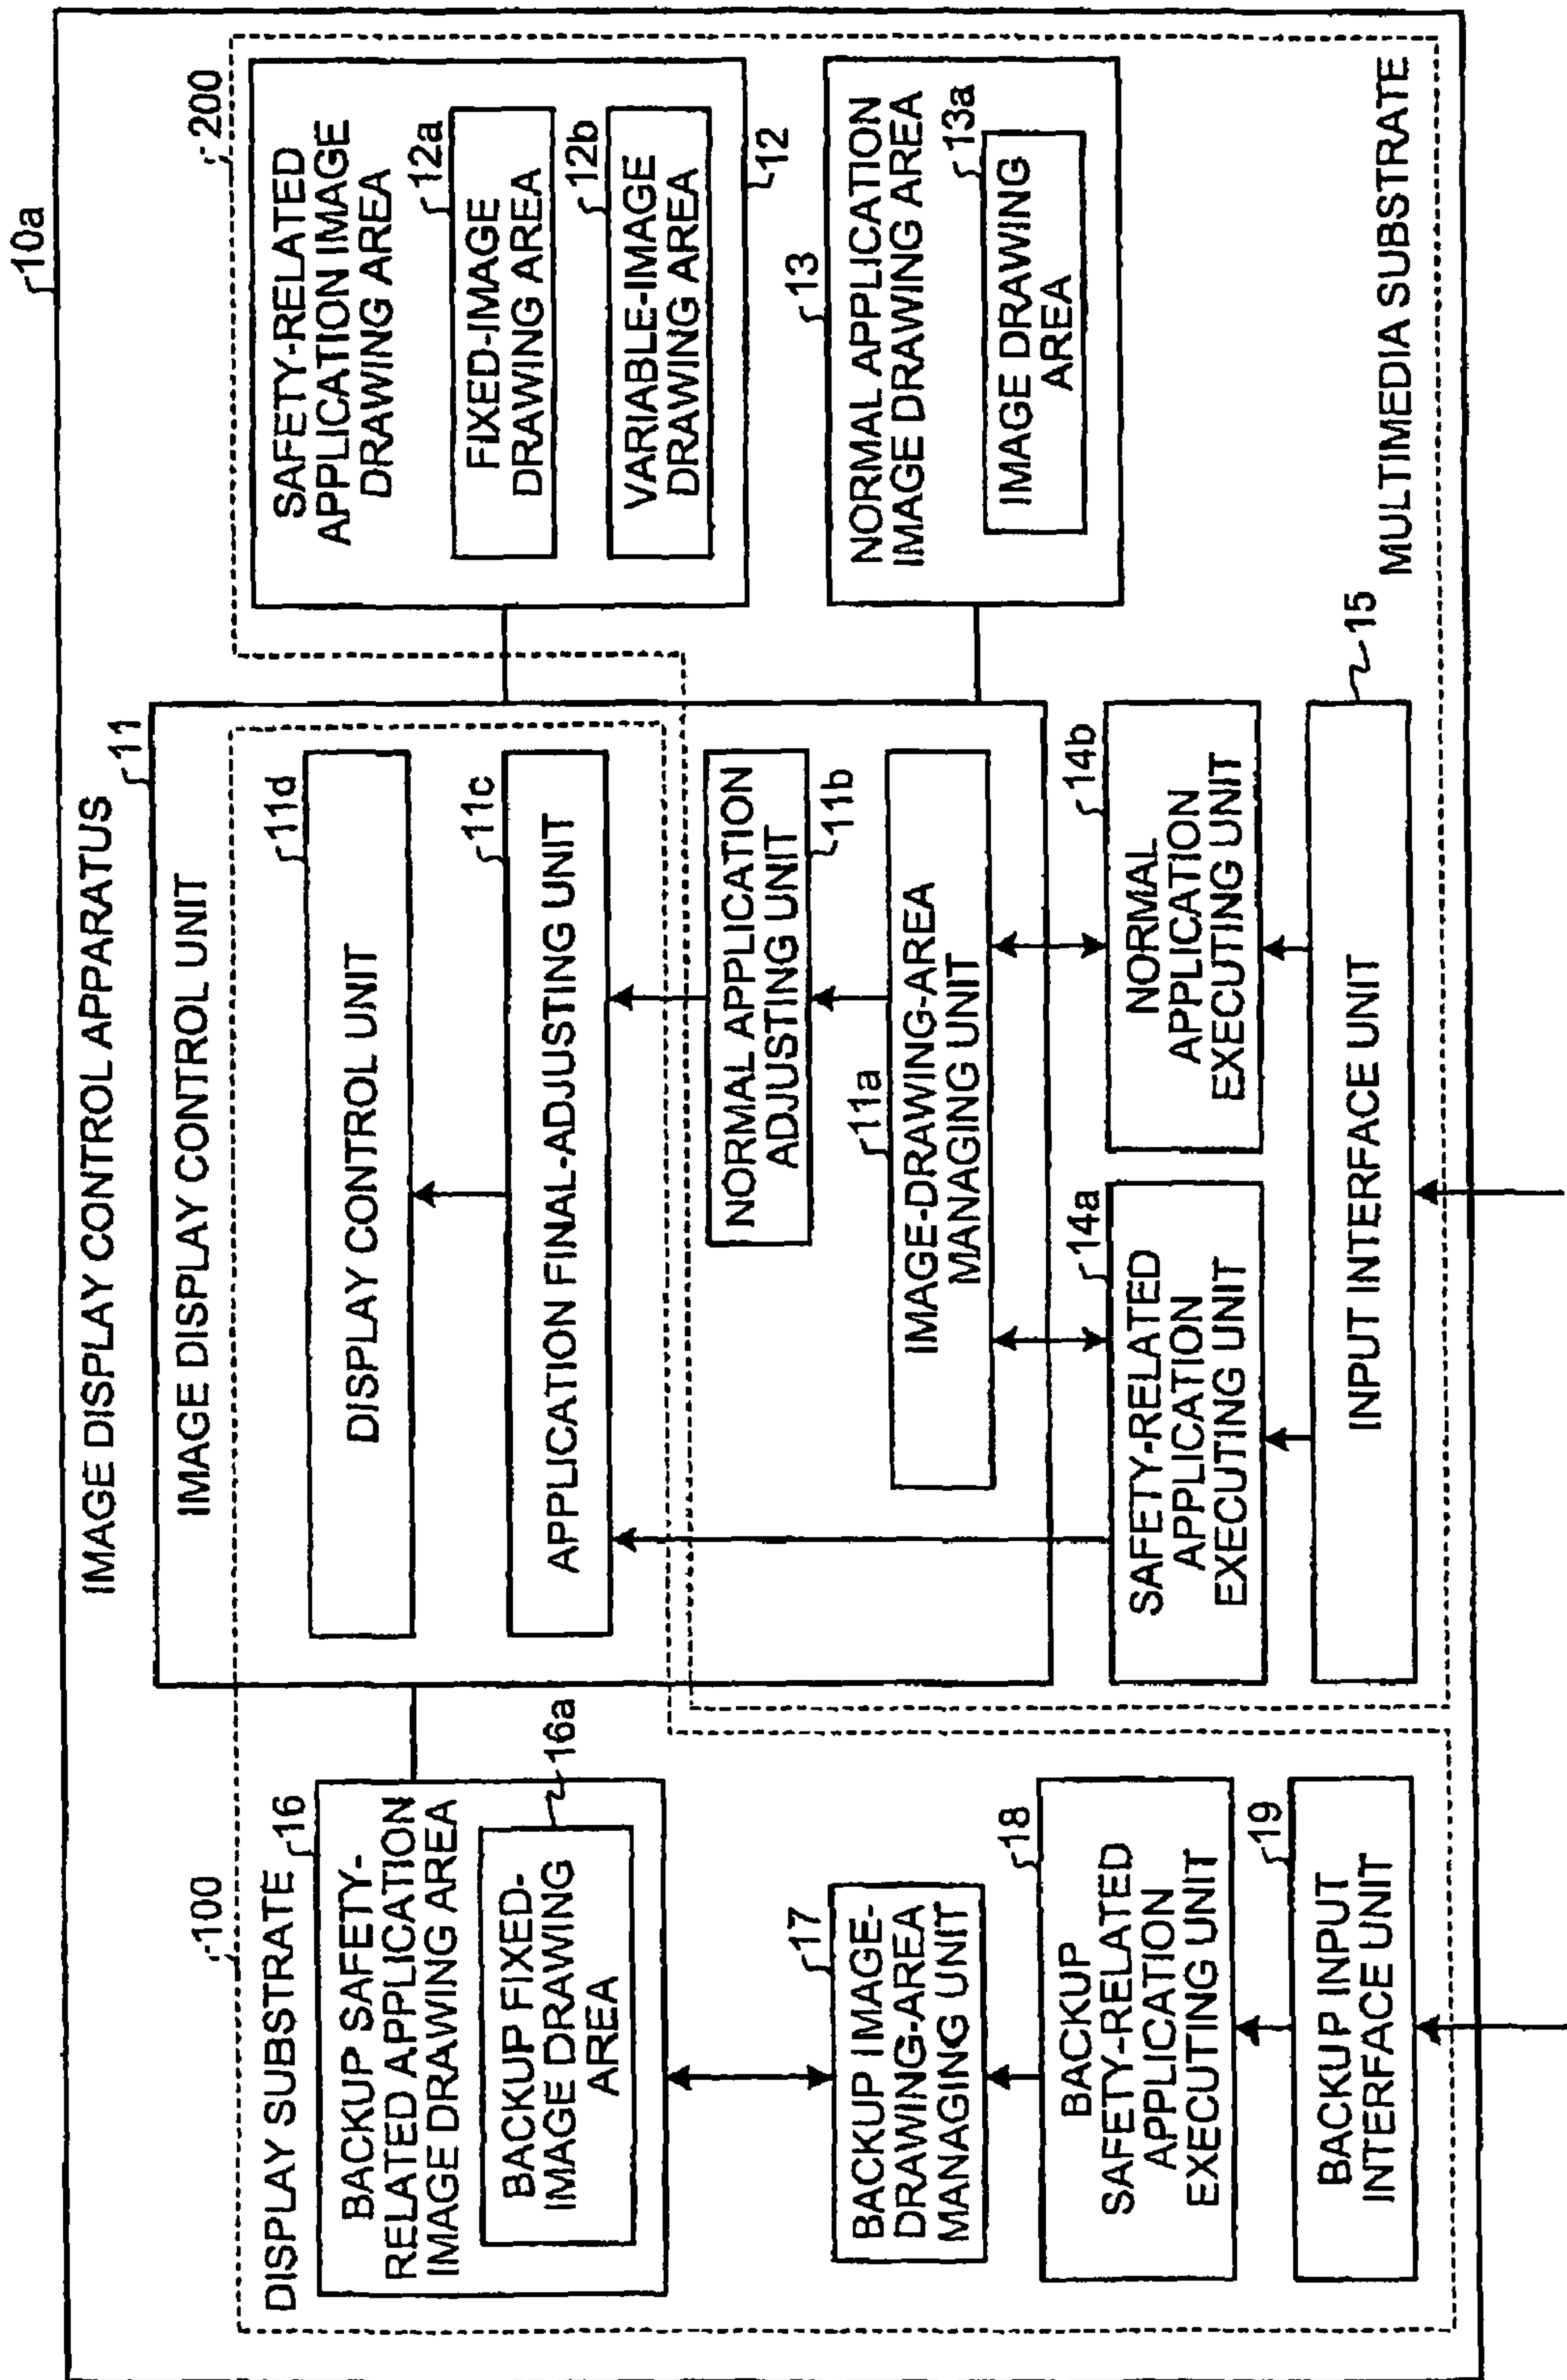 10a
IMAGE DISPLAY CONTROL APPARATUS
100
DISPLAY SUBSTRATE
16
BACKUP SAFETY-
RELATED APPLICATION
IMAGE DRAWING AREA
16a
BACKUP FIXED-
IMAGE DRAWING
AREA
17
BACKUP IMAGE-
DRAWING-AREA
MANAGING UNIT
18
BACKUP
SAFETY-RELATED
APPLICATION
EXECUTING UNIT
19
BACKUP INPUT
INTERFACE UNIT
11
IMAGE DISPLAY CONTROL UNIT
11d
DISPLAY CONTROL UNIT
11c
APPLICATION FINAL-ADJUSTING UNIT
NORMAL APPLICATION
ADJUSTING UNIT
11b
11a
IMAGE-DRAWING-AREA
MANAGING UNIT
14a
SAFETY-RELATED
APPLICATION
EXECUTING UNIT
14b
NORMAL
APPLICATION
EXECUTING UNIT
15
INPUT INTERFACE UNIT
200
SAFETY-RELATED
APPLICATION IMAGE
DRAWING AREA
12a
FIXED-IMAGE
DRAWING AREA
12b
VARIABLE-IMAGE
DRAWING AREA
12
13
NORMAL APPLICATION
IMAGE DRAWING AREA
13a
IMAGE DRAWING
AREA
MULTIMEDIA SUBSTRATE